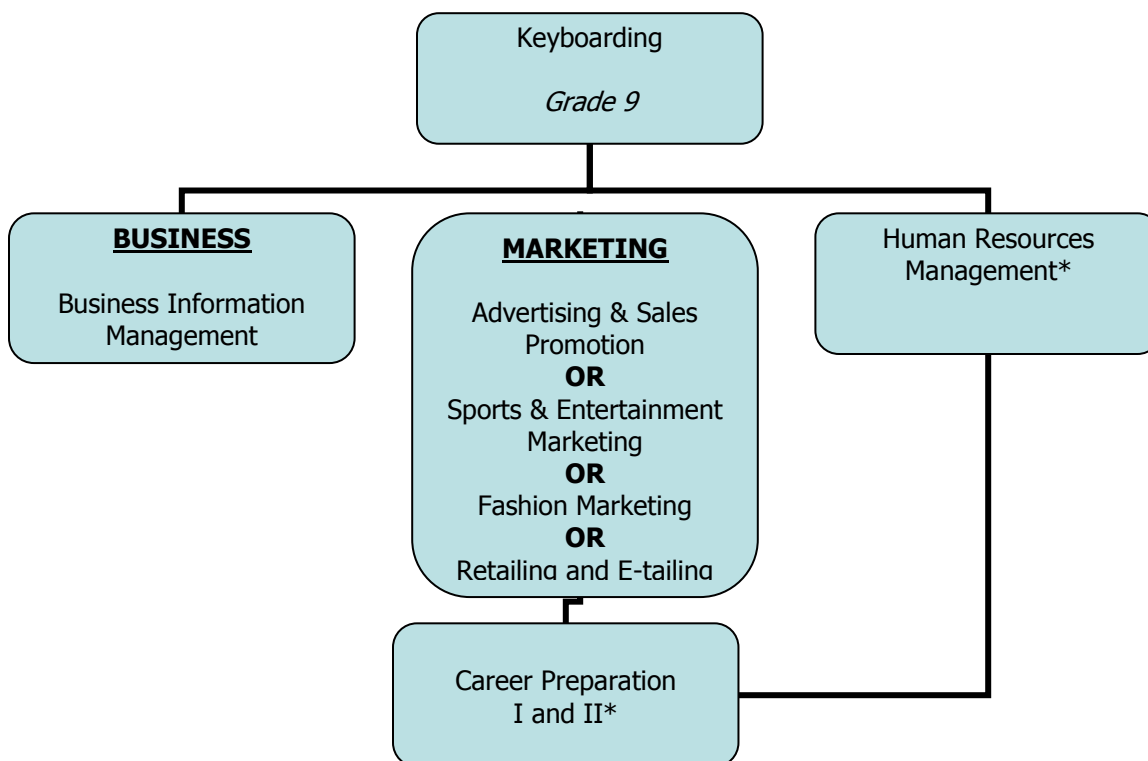 Keyboarding
Grade 9
BUSINESS
Business Information
Management
MARKETING
Advertising & Sales
Promotion
OR
Sports & Entertainment
Marketing
OR
Fashion Marketing
OR
Retailing and E-tailing
Human Resources
Management*
Career Preparation
I and II*